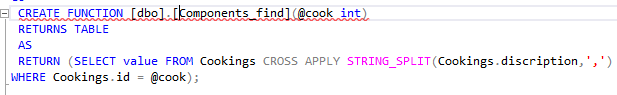 CREATE FUNCTION [dbo].[Components_find](@cook int)
RETURNS TABLE
AS
RETURN (SELECT value FROM Cookings CROSS APPLY STRING_SPLIT(Cookings.discription,',')
WHERE Cookings.id = @cook);